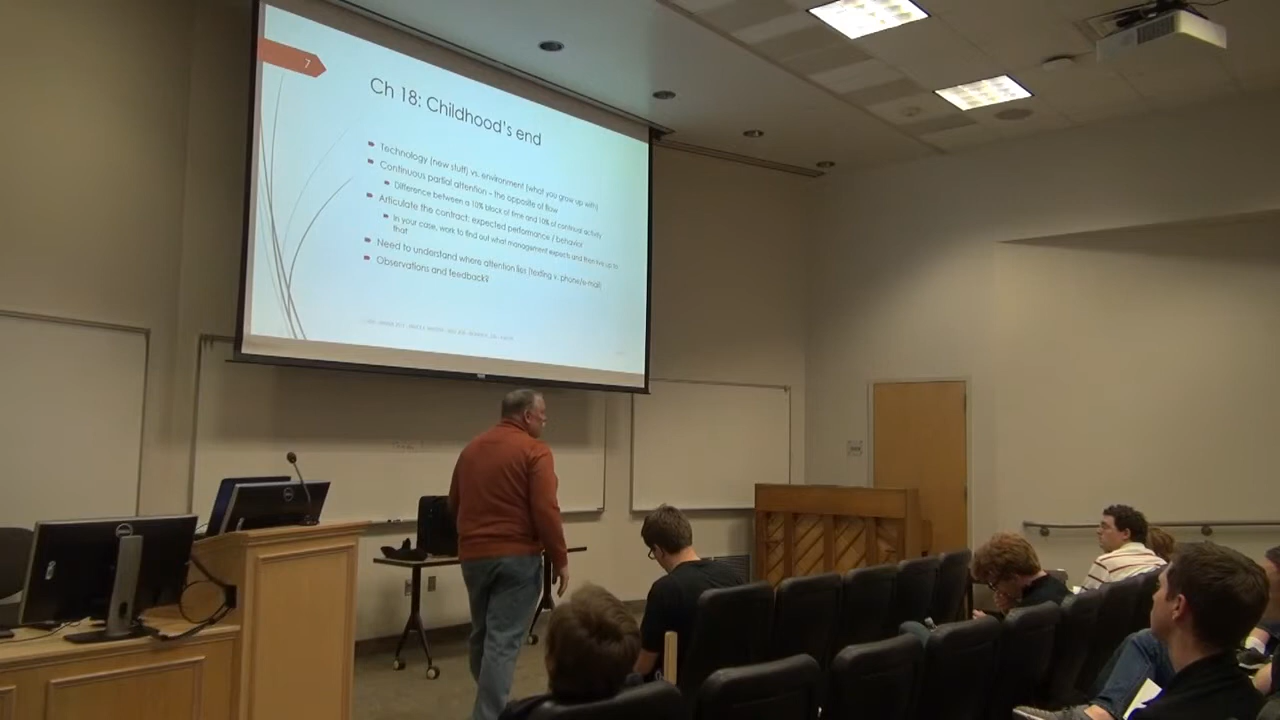 7
Ch 18: Childhood's end
Technology (new stuff) vs. environment (what you grow up with)
Continuous partial attention – the opposite of flow
Difference between a 10% block of time and 10% of continual activity
Articulate the contract: expected performance / behavior
In your case, work to find out what management expects and then live up to
that
Need to understand where attention lies (texting v. phone/e-mail)
Observations and feedback?
DELL